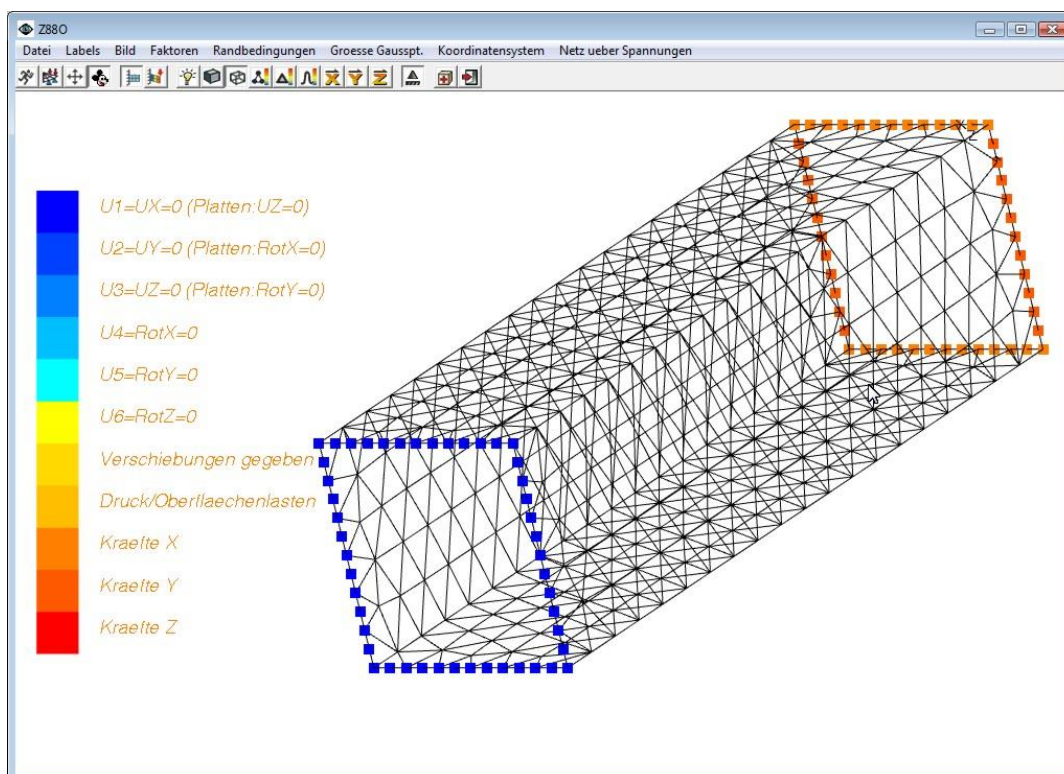 Z88O
Datei Labels Bild Faktoren Randbedingungen Groesse Gausspt. Koordinatensystem Netz ueber Spannungen
U1=UX=0 (Platten:UZ=0)
U2=UY=0 (Platten:RotX=0)
U3=UZ=0 (Platten:RotY=0)
U4=RotX=0
U5=RotY=0
U6=RotZ=0
Verschiebungen gegeben
Druck/Oberflaechenlasten
Kraefte X
Kraefte Y
Kraefte Z